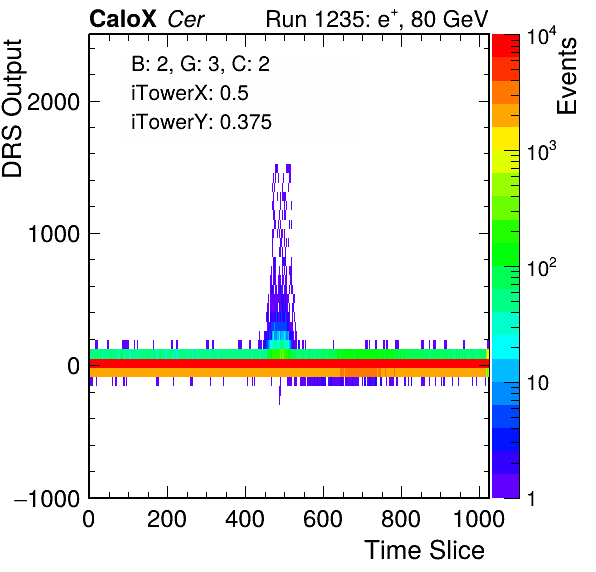 CaloX Cer Run 1235: e⁺, 80 GeV
B: 2, G: 3, C: 2
iTowerX: 0.5
iTowerY: 0.375
DRS Output
2000
1000
0
−1000
0 200 400 600 800 1000
Time Slice
10⁴
10³
10²
10
1
Events